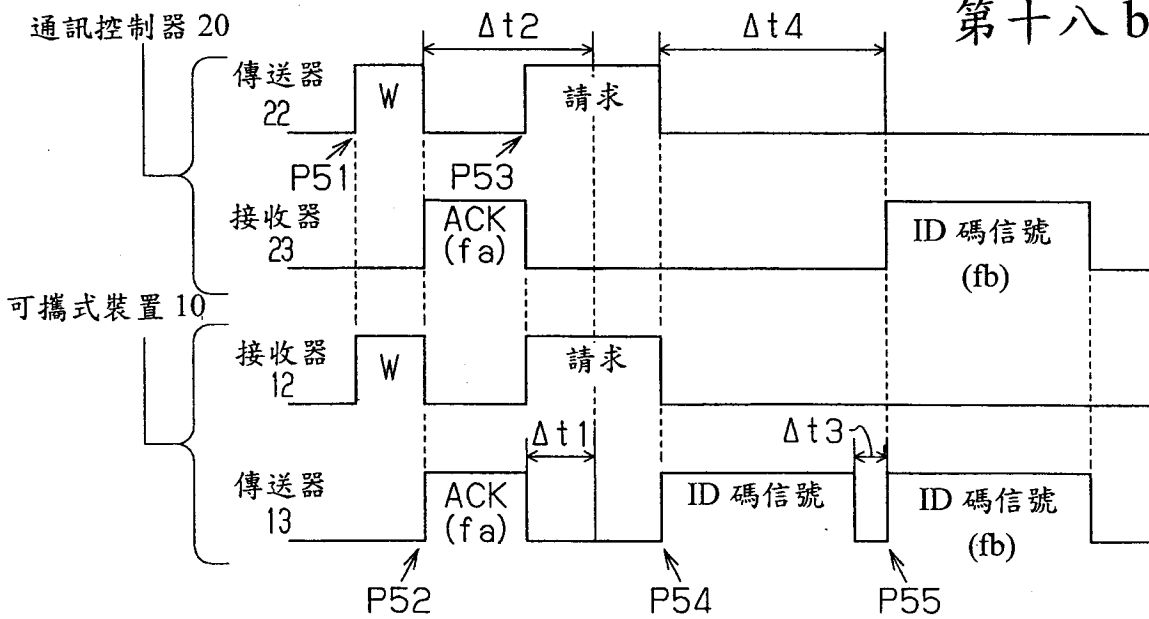 第十八 b
通訊控制器 20
Δt2
Δt4
傳送器
22
W
請求
P51
P53
接收器
23
ACK
(fa)
ID 碼信號
(fb)
可攜式裝置 10
接收器
12
W
請求
Δt1
Δt3
傳送器
13
ACK
(fa)
ID 碼信號
ID 碼信號
(fb)
P52
P54
P55